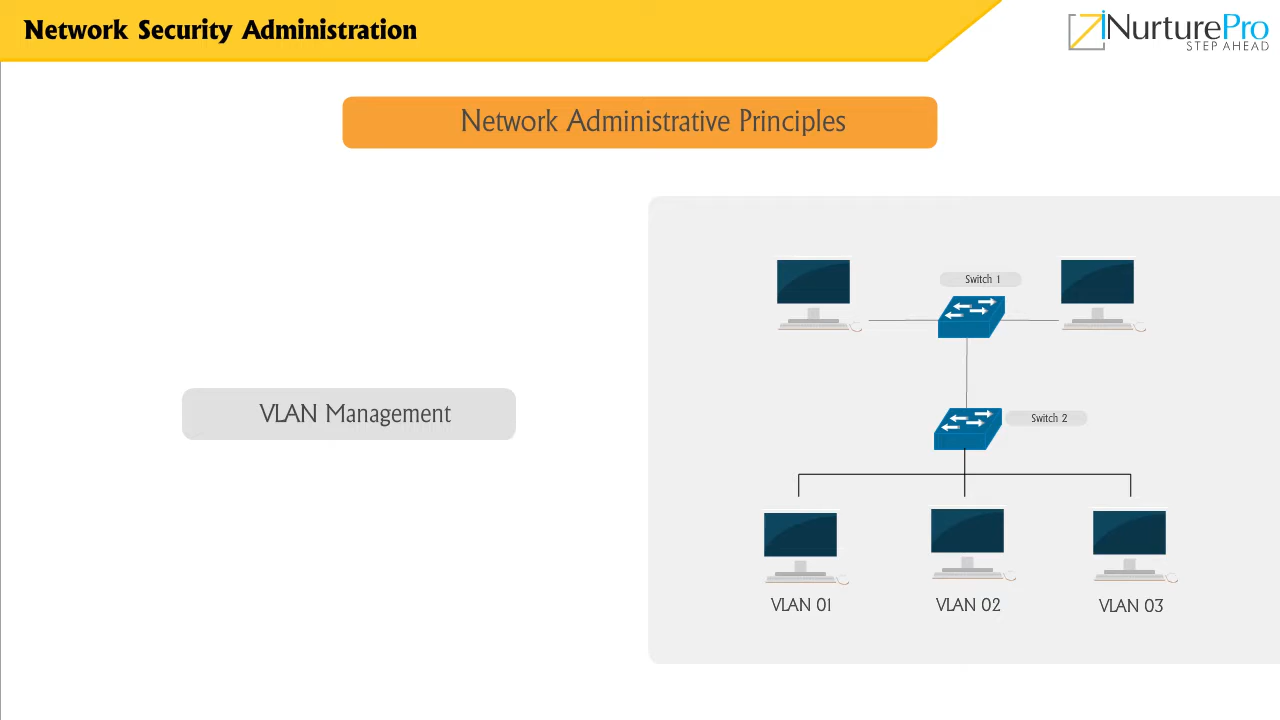 Network Security Administration
iNurturePro
STEP AHEAD
Network Administrative Principles
Switch 1
VLAN Management
Switch 2
VLAN 01
VLAN 02
VLAN 03